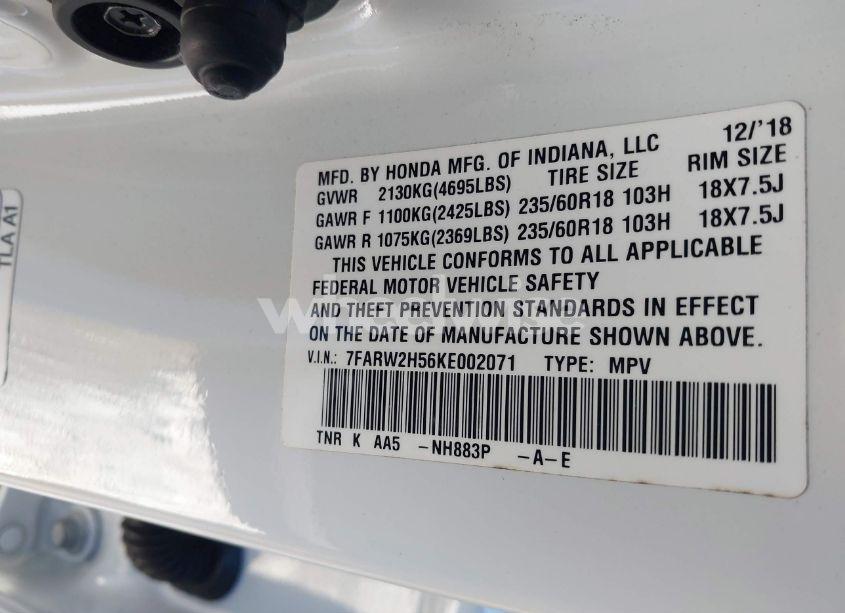 12/'18
MFD. BY HONDA MFG. OF INDIANA, LLC
GVWR 2130KG(4695LBS) TIRE SIZE RIM SIZE
GAWR F 1100KG(2425LBS) 235/60R18 103H 18X7.5J
GAWR R 1075KG(2369LBS) 235/60R18 103H 18X7.5J
THIS VEHICLE CONFORMS TO ALL APPLICABLE
FEDERAL MOTOR VEHICLE SAFETY
AND THEFT PREVENTION STANDARDS IN EFFECT
ON THE DATE OF MANUFACTURE SHOWN ABOVE.
V.I.N.: 7FARW2H56KE002071 TYPE: MPV
TNR K AA5 -NH883P -A-E
TLA A1